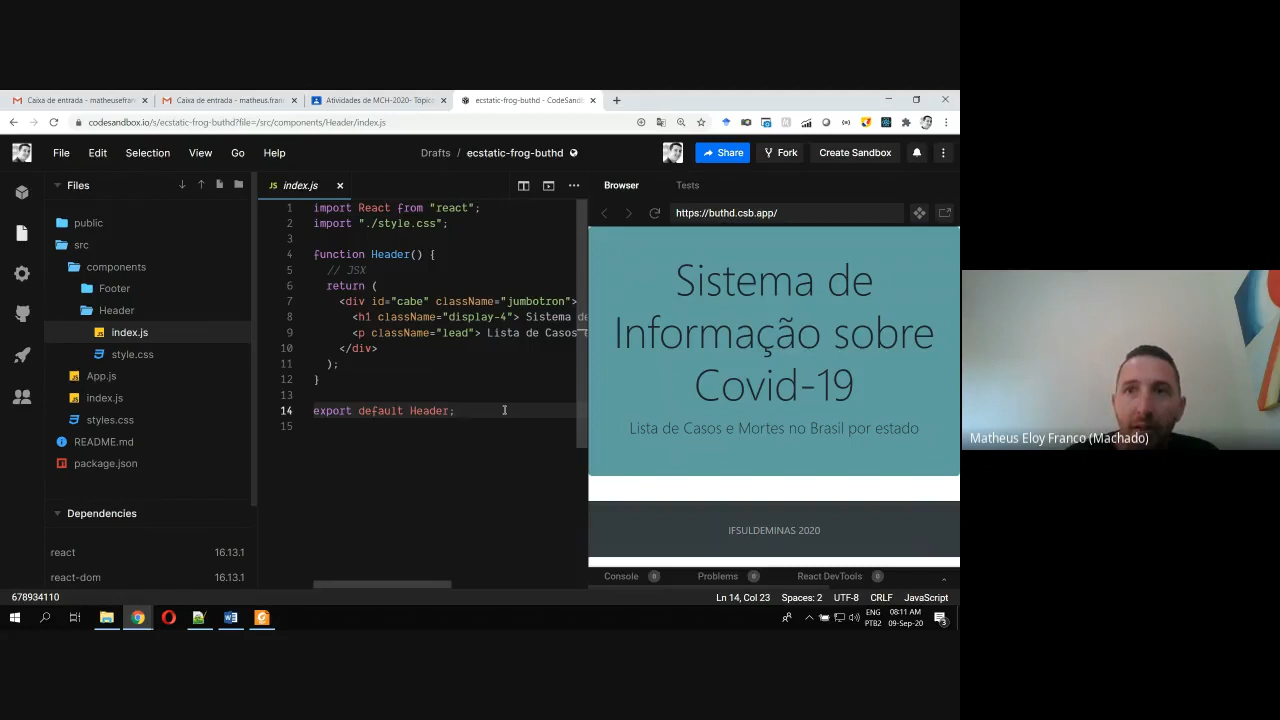 Caixa de entrada - matheusefran
Caixa de entrada - matheus.fran
Atividades de MCH-2020- Tópico
ecstatic-frog-buthd - CodeSandb
codesandbox.io/s/ecstatic-frog-buthd?file=/src/components/Header/index.js
File Edit Selection View Go Help
Drafts / ecstatic-frog-buthd
Share Fork Create Sandbox
Files
public
src
components
Footer
Header
index.js
style.css
App.js
index.js
styles.css
README.md
package.json
Dependencies
react 16.13.1
react-dom 16.13.1
index.js
1 import React from "react";
2 import "./style.css";
3
4 function Header() {
5 // JSX
6 return (
7 <div id="cabe" className="jumbotron">
8 <h1 className="display-4"> Sistema de
9 <p className="lead"> Lista de Casos
10 </div>
11 );
12 }
13
14 export default Header;
15
Browser Tests
https://buthd.csb.app/
Sistema de
Informação sobre
Covid-19
Lista de Casos e Mortes no Brasil por estado
IFSULDEMINAS 2020
Console 0 Problems 0 React DevTools 0
678934110
Ln 14, Col 23 Spaces: 2 UTF-8 CRLF JavaScript
ENG
PTB2
08:11 AM
09-Sep-20
3
Matheus Eloy Franco (Machado)